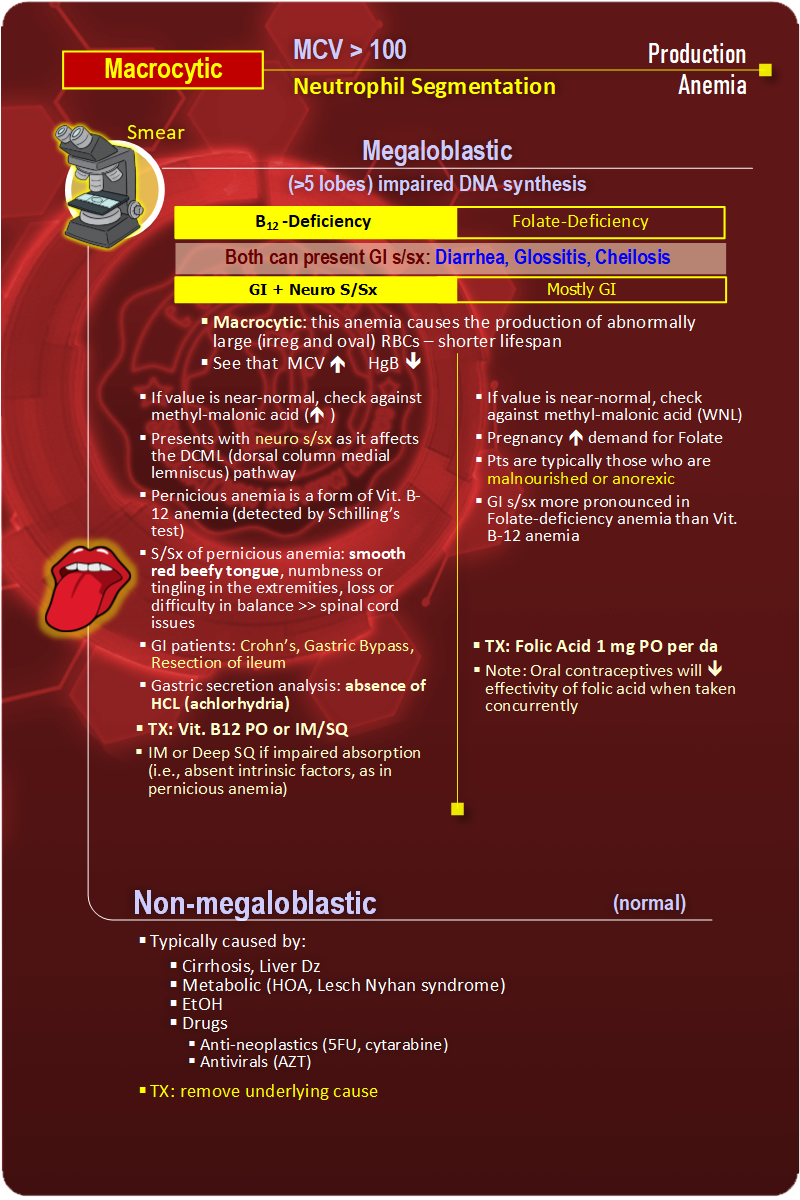 Macrocytic
MCV > 100
Neutrophil Segmentation
Production
Anemia
Smear
Megaloblastic
(>5 lobes) impaired DNA synthesis
B12 -Deficiency
Folate-Deficiency
Both can present GI s/sx: Diarrhea, Glossitis, Cheilosis
GI + Neuro S/Sx
Mostly GI
▪ Macrocytic: this anemia causes the production of abnormally
large (irreg and oval) RBCs – shorter lifespan
▪ See that MCV 🡹 HgB 🡻
▪ If value is near-normal, check against
methyl-malonic acid (🡹 )
▪ Presents with neuro s/sx as it affects
the DCML (dorsal column medial
lemniscus) pathway
▪ Pernicious anemia is a form of Vit. B-
12 anemia (detected by Schilling's
test)
▪ S/Sx of pernicious anemia: smooth
red beefy tongue, numbness or
tingling in the extremities, loss or
difficulty in balance >> spinal cord
issues
▪ GI patients: Crohn's, Gastric Bypass,
Resection of ileum
▪ Gastric secretion analysis: absence of
HCL (achlorhydria)
▪ TX: Vit. B12 PO or IM/SQ
▪ IM or Deep SQ if impaired absorption
(i.e., absent intrinsic factors, as in
pernicious anemia)
▪ If value is near-normal, check
against methyl-malonic acid (WNL)
▪ Pregnancy 🡹 demand for Folate
▪ Pts are typically those who are
malnourished or anorexic
▪ GI s/sx more pronounced in
Folate-deficiency anemia than Vit.
B-12 anemia
▪ TX: Folic Acid 1 mg PO per da
▪ Note: Oral contraceptives will 🡻
effectivity of folic acid when taken
concurrently
Non-megaloblastic
(normal)
▪ Typically caused by:
▪ Cirrhosis, Liver Dz
▪ Metabolic (HOA, Lesch Nyhan syndrome)
▪ EtOH
▪ Drugs
▪ Anti-neoplastics (5FU, cytarabine)
▪ Antivirals (AZT)
▪ TX: remove underlying cause